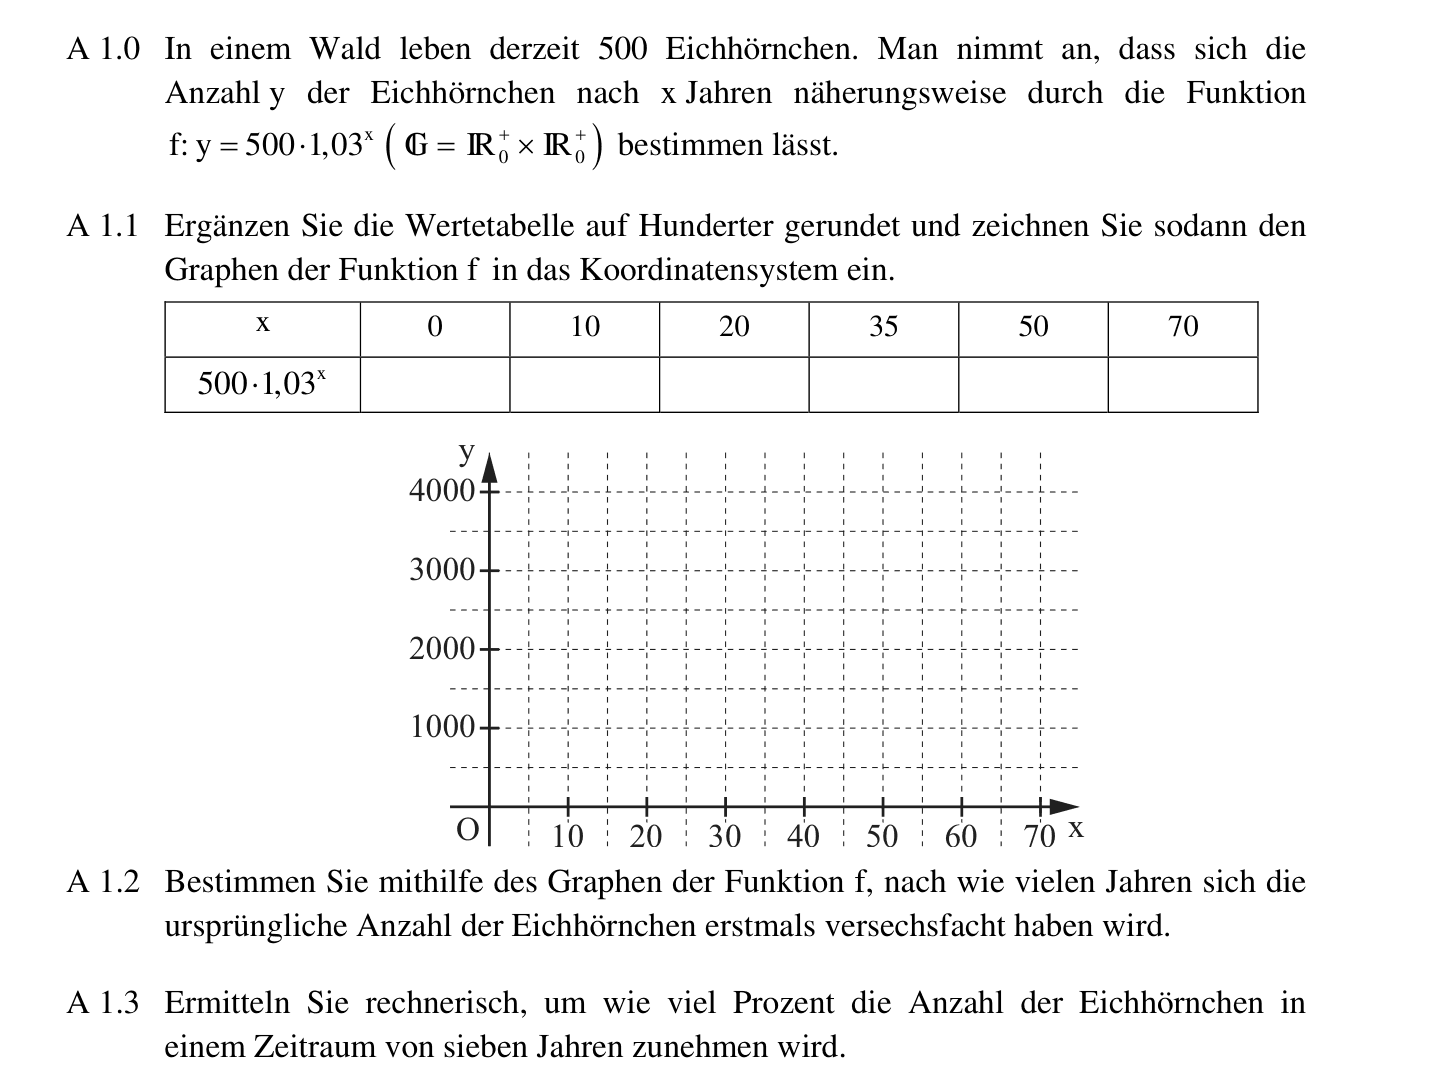 A 1.0 In einem Wald leben derzeit 500 Eichhörnchen. Man nimmt an, dass sich die
Anzahl y der Eichhörnchen nach x Jahren näherungsweise durch die Funktion
f: y = 500·1,03ˣ ( 𝔾 = ℝ₀⁺ × ℝ₀⁺ ) bestimmen lässt.
A 1.1 Ergänzen Sie die Wertetabelle auf Hunderter gerundet und zeichnen Sie sodann den
Graphen der Funktion f in das Koordinatensystem ein.
x 0 10 20 35 50 70
500·1,03ˣ
y
4000
3000
2000
1000
O 10 20 30 40 50 60 70 x
A 1.2 Bestimmen Sie mithilfe des Graphen der Funktion f, nach wie vielen Jahren sich die
ursprüngliche Anzahl der Eichhörnchen erstmals versechsfacht haben wird.
A 1.3 Ermitteln Sie rechnerisch, um wie viel Prozent die Anzahl der Eichhörnchen in
einem Zeitraum von sieben Jahren zunehmen wird.